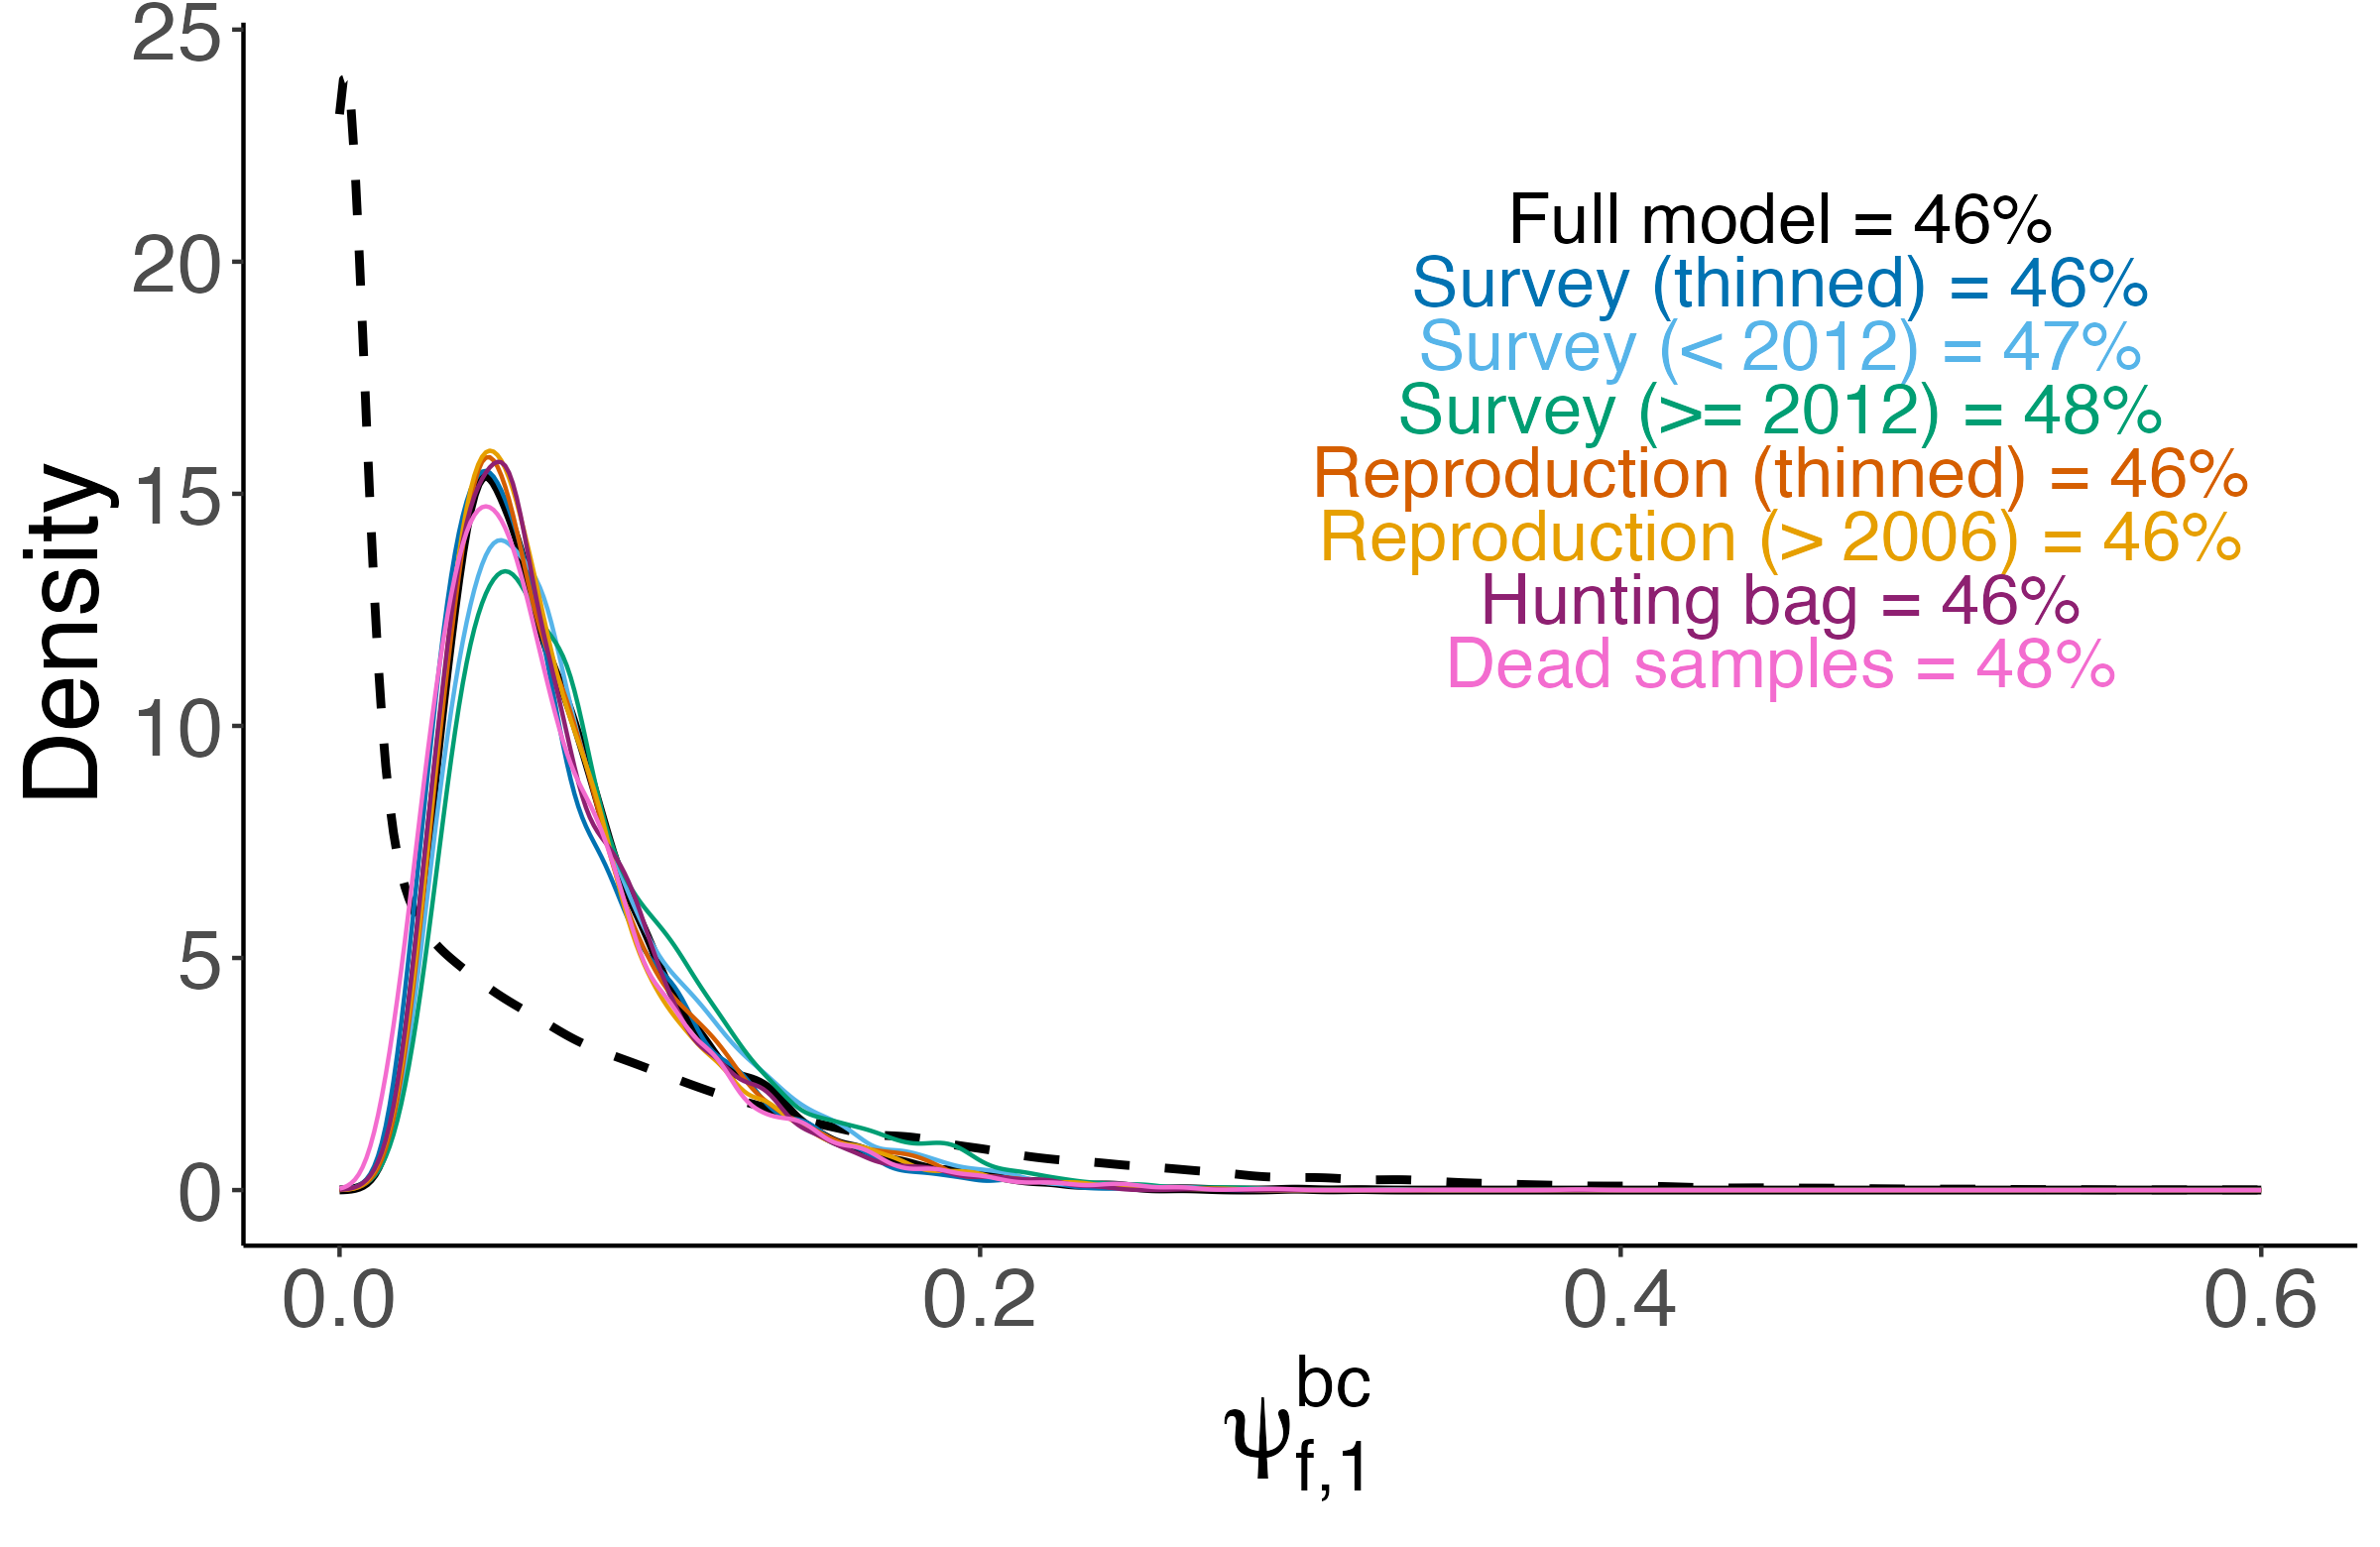 25
20
15
10
5
0
Density
Full model = 46%
Survey (thinned) = 46%
Survey (< 2012) = 47%
Survey (>= 2012) = 48%
Reproduction (thinned) = 46%
Reproduction (> 2006) = 46%
Hunting bag = 46%
Dead samples = 48%
0.0 0.2 0.4 0.6
ψ bc f,1